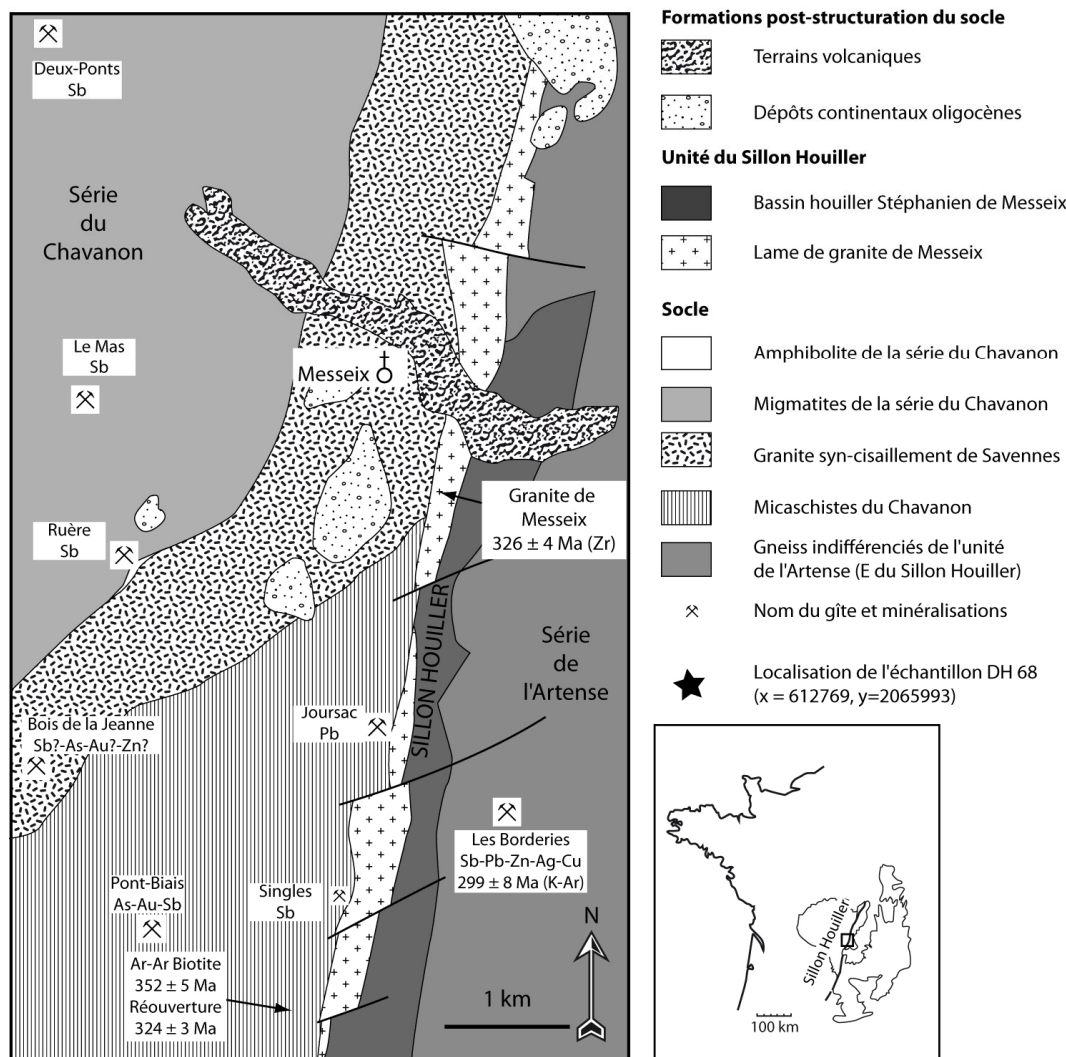 Deux-Ponts
Sb
Série
du
Chavanon
Le Mas
Sb
Messeix
Granite de
Messeix
326 ± 4 Ma (Zr)
Ruère
Sb
SILLON HOUILLER
Série
de
l'Artense
Joursac
Pb
Bois de la Jeanne
Sb?-As-Au?-Zn?
Les Borderies
Sb-Pb-Zn-Ag-Cu
299 ± 8 Ma (K-Ar)
Pont-Biais
As-Au-Sb
Singles
Sb
Ar-Ar Biotite
352 ± 5 Ma
Réouverture
324 ± 3 Ma
N
1 km
Formations post-structuration du socle
Terrains volcaniques
Dépôts continentaux oligocènes
Unité du Sillon Houiller
Bassin houiller Stéphanien de Messeix
Lame de granite de Messeix
Socle
Amphibolite de la série du Chavanon
Migmatites de la série du Chavanon
Granite syn-cisaillement de Savennes
Micaschistes du Chavanon
Gneiss indifférenciés de l'unité
de l'Artense (E du Sillon Houiller)
Nom du gîte et minéralisations
Localisation de l'échantillon DH 68
(x = 612769, y=2065993)
Sillon Houiller
100 km